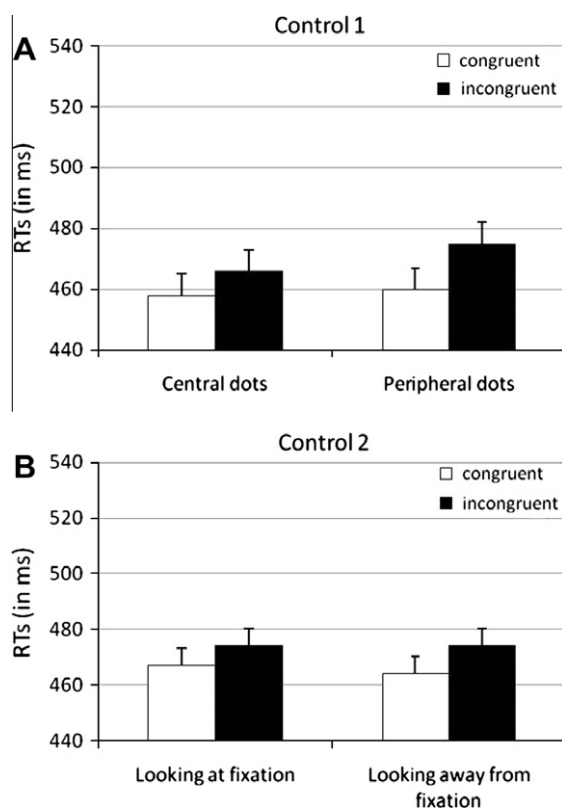 A
Control 1
congruent
incongruent
RTs (in ms)
540
520
500
480
460
440
Central dots
Peripheral dots
B
Control 2
congruent
incongruent
RTs (in ms)
540
520
500
480
460
440
Looking at fixation
Looking away from
fixation